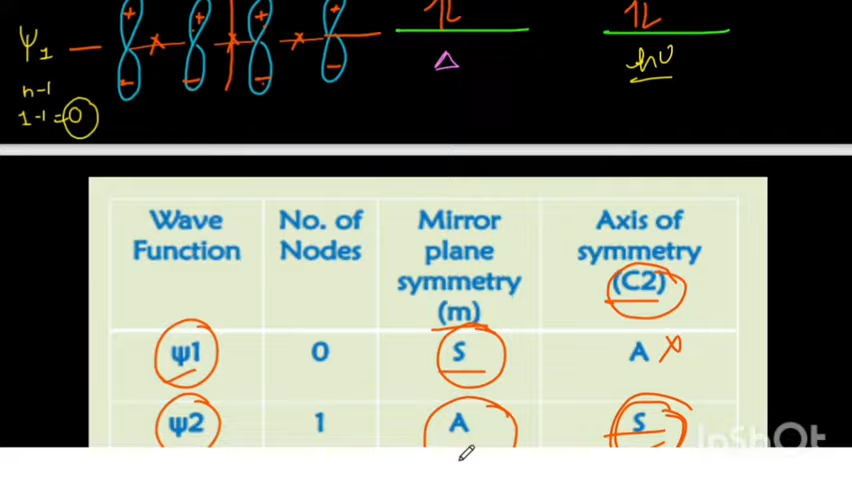 + + + +
ψ1
- - - -
n-1
1-1=0
Δ
hν
Wave Function
No. of Nodes
Mirror plane symmetry (m)
Axis of symmetry (C2)
ψ1 0 S A x
ψ2 1 A S
InShOt